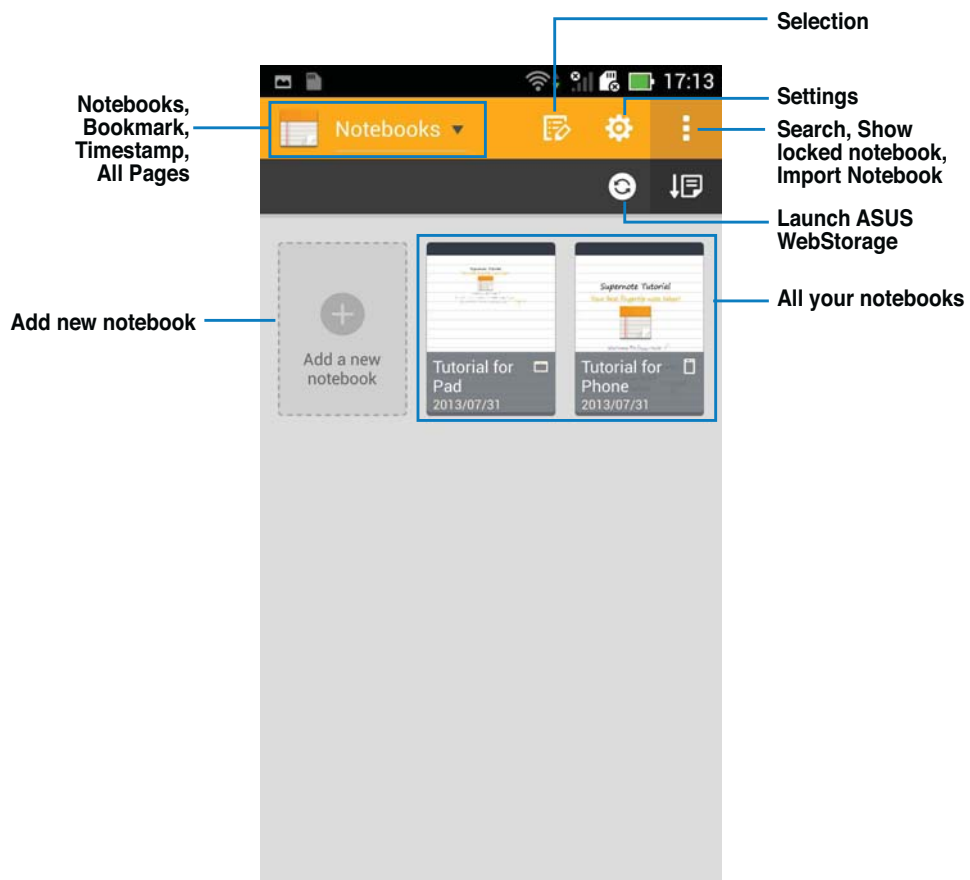 Selection
17:13
Notebooks,
Bookmark,
Timestamp,
All Pages
Notebooks
Settings
Search, Show
locked notebook,
Import Notebook
Launch ASUS
WebStorage
All your notebooks
Add new notebook
Add a new
notebook
Supernote Tutorial
Tutorial for
Pad
2013/07/31
Supernote Tutorial
Tutorial for
Phone
2013/07/31